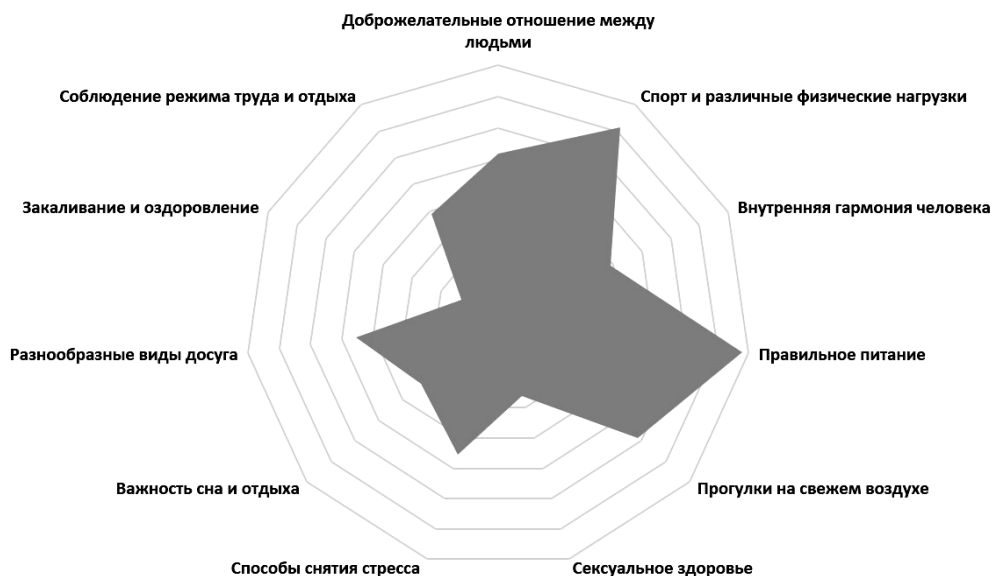 Доброжелательные отношение между
людьми
Соблюдение режима труда и отдыха
Спорт и различные физические нагрузки
Закаливание и оздоровление
Внутренняя гармония человека
Разнообразные виды досуга
Правильное питание
Важность сна и отдыха
Прогулки на свежем воздухе
Способы снятия стресса
Сексуальное здоровье